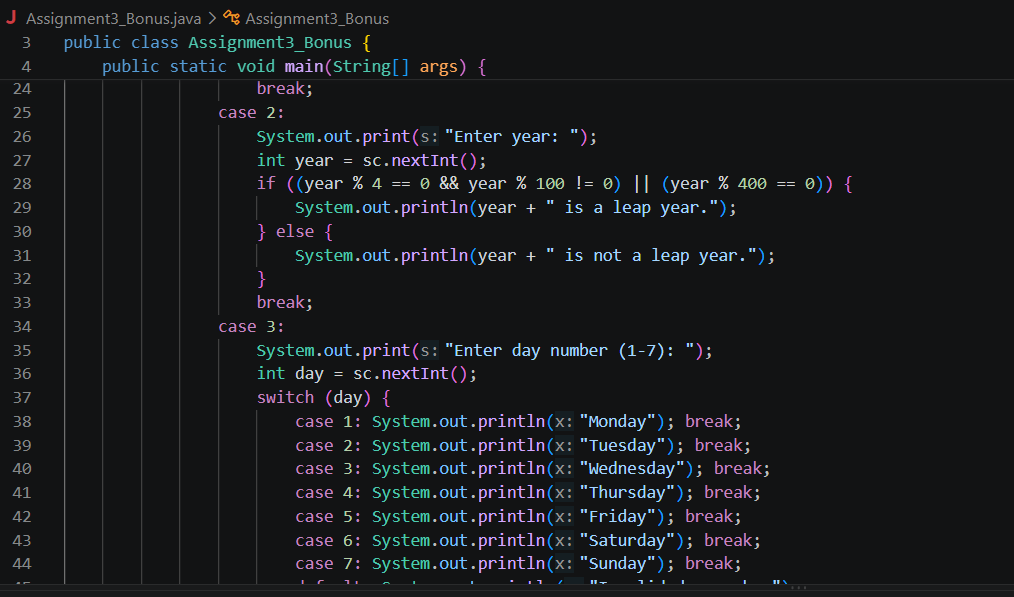 Assignment3_Bonus.java > Assignment3_Bonus
3 public class Assignment3_Bonus {
4 public static void main(String[] args) {
24 break;
25 case 2:
26 System.out.print(s: "Enter year: ");
27 int year = sc.nextInt();
28 if ((year % 4 == 0 && year % 100 != 0) || (year % 400 == 0)) {
29 System.out.println(year + " is a leap year.");
30 } else {
31 System.out.println(year + " is not a leap year.");
32 }
33 break;
34 case 3:
35 System.out.print(s: "Enter day number (1-7): ");
36 int day = sc.nextInt();
37 switch (day) {
38 case 1: System.out.println(x: "Monday"); break;
39 case 2: System.out.println(x: "Tuesday"); break;
40 case 3: System.out.println(x: "Wednesday"); break;
41 case 4: System.out.println(x: "Thursday"); break;
42 case 5: System.out.println(x: "Friday"); break;
43 case 6: System.out.println(x: "Saturday"); break;
44 case 7: System.out.println(x: "Sunday"); break;